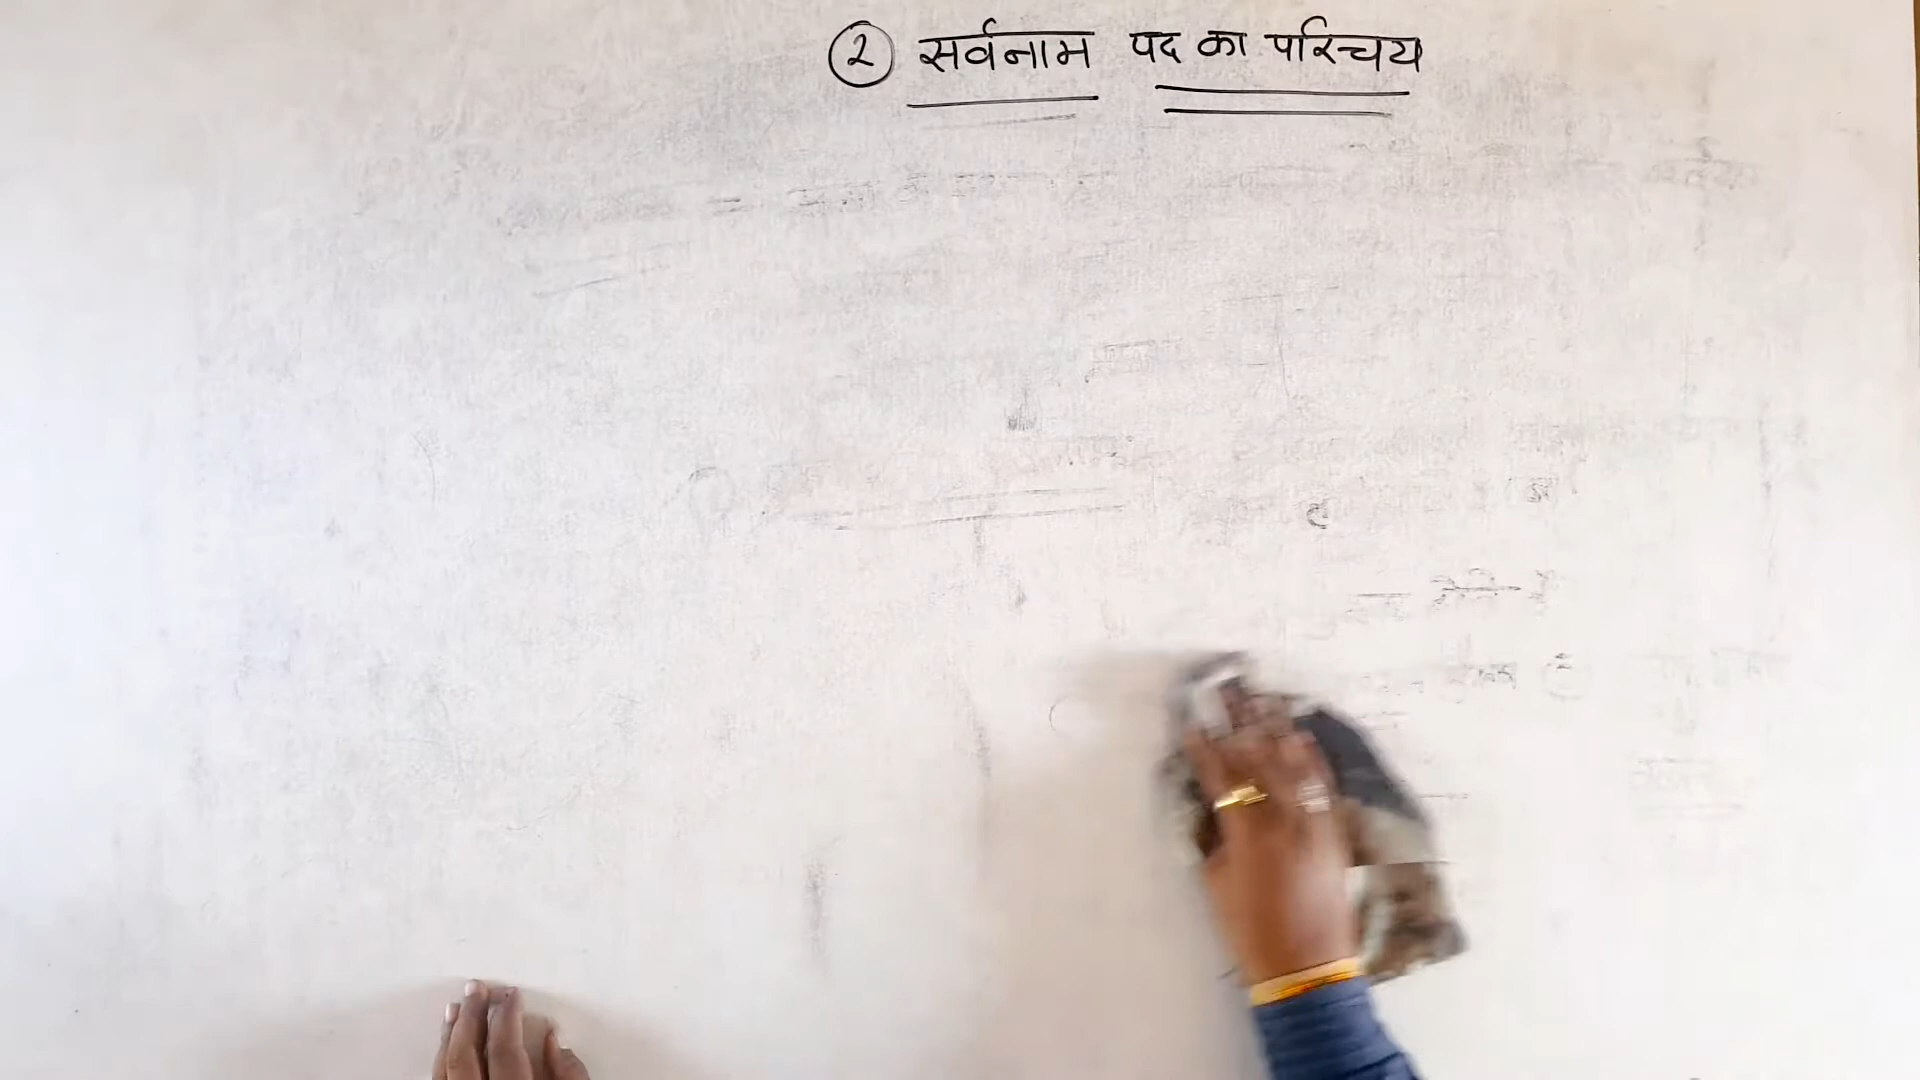 ② सर्वनाम पद का परिचय